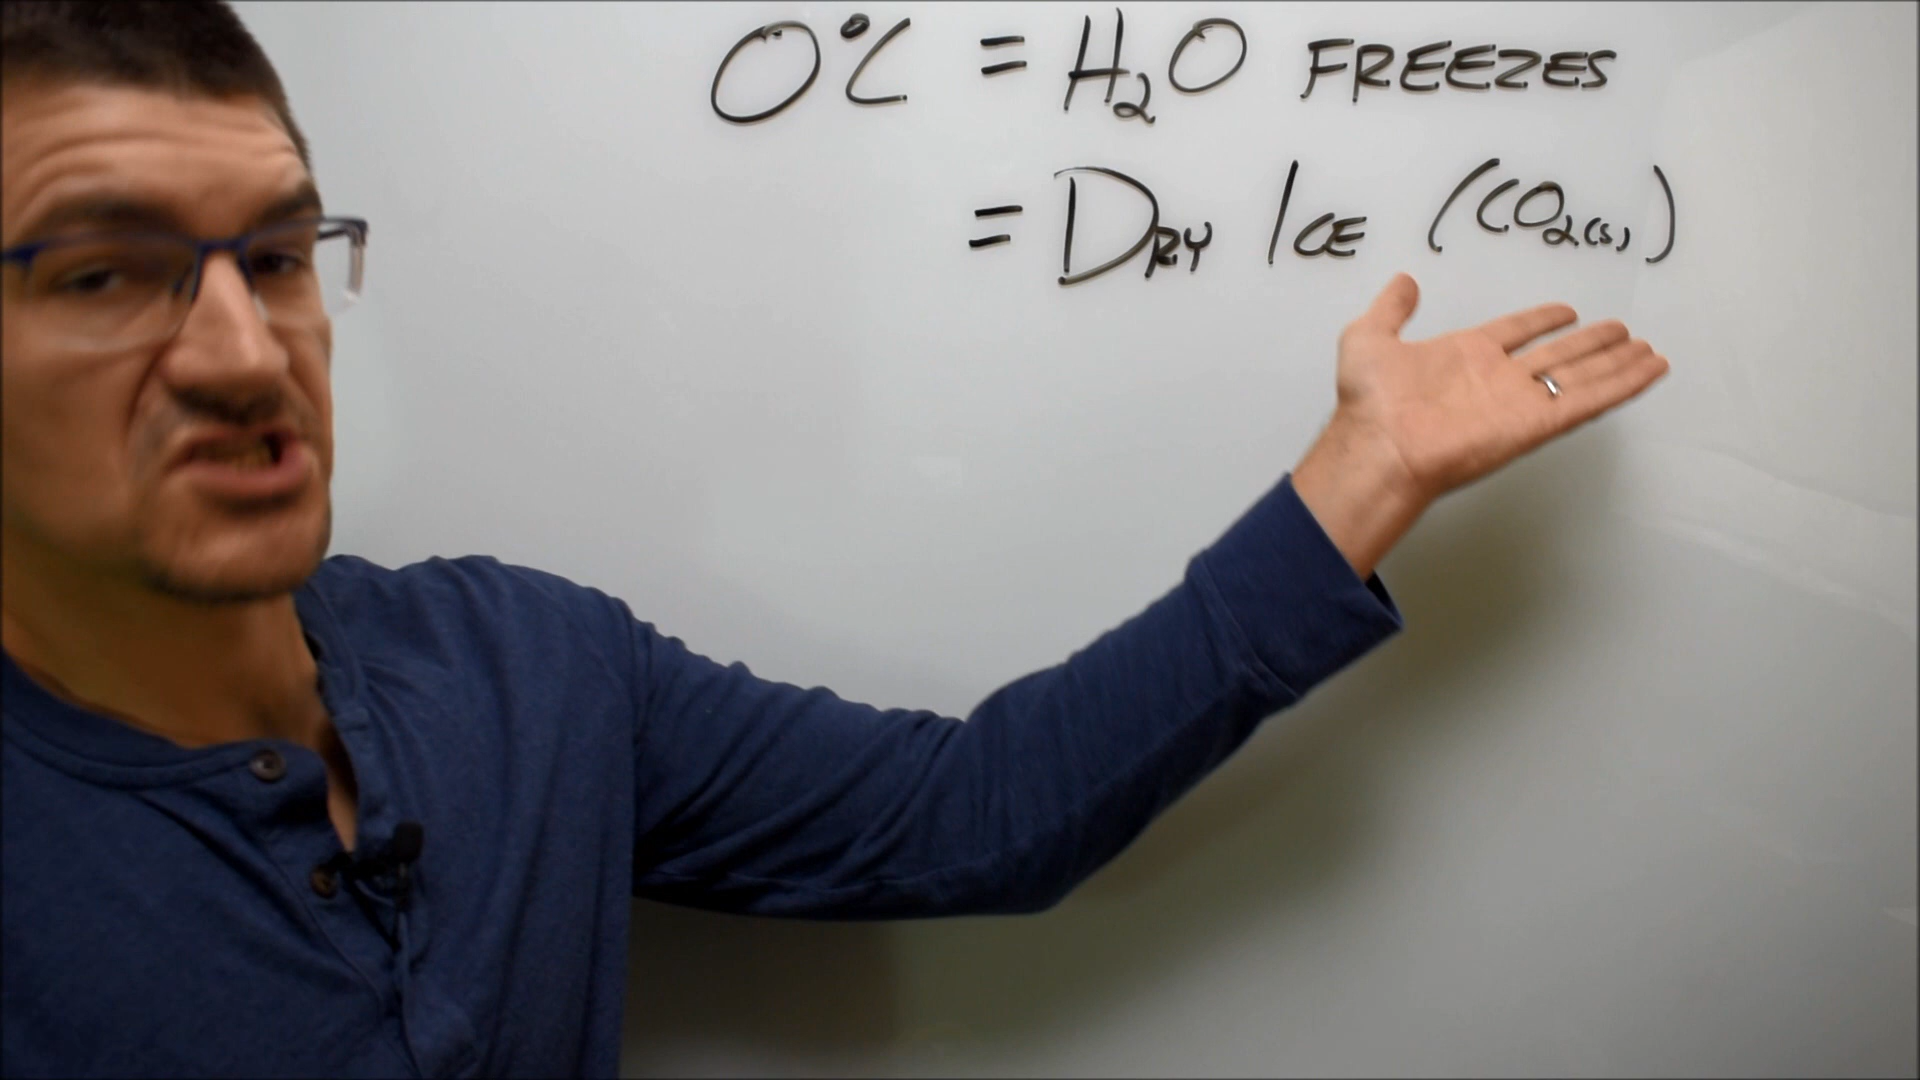 0°C = H₂O FREEZES
= DRY ICE (CO₂(s))